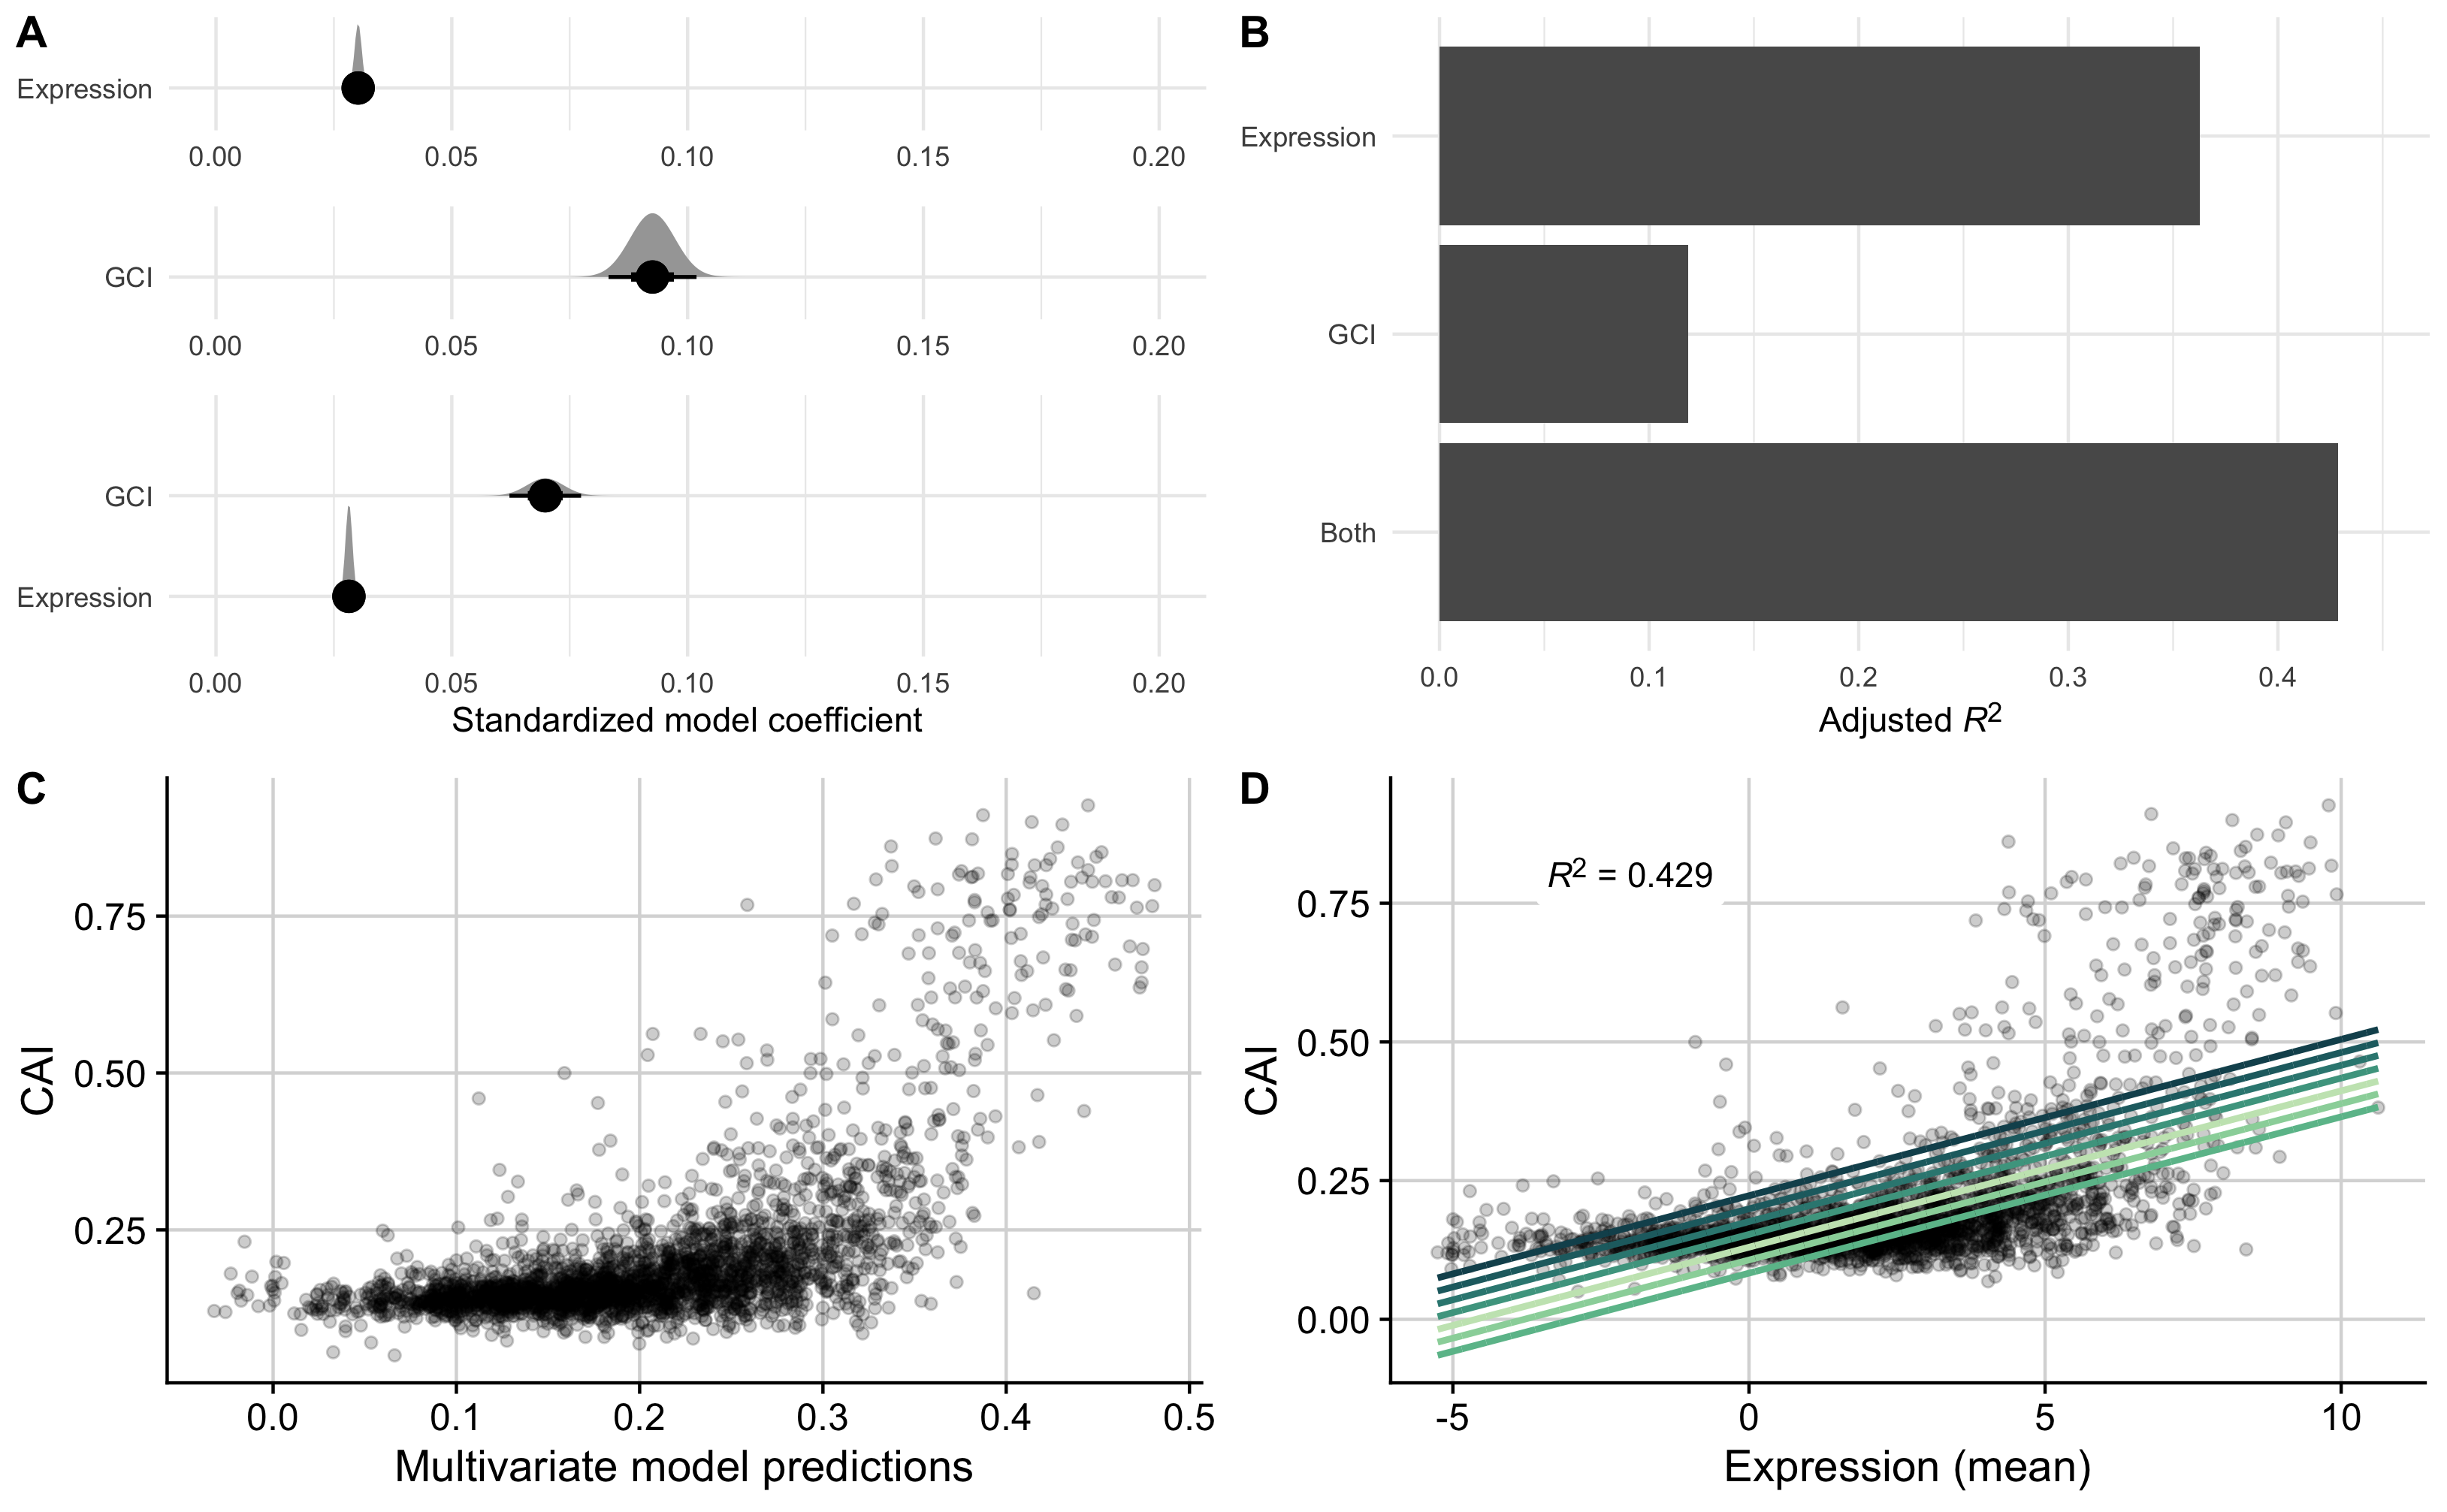 A
Expression
0.00 0.05 0.10 0.15 0.20
GCI
0.00 0.05 0.10 0.15 0.20
GCI
Expression
0.00 0.05 0.10 0.15 0.20
Standardized model coefficient
B
Expression
GCI
Both
0.0 0.1 0.2 0.3 0.4
Adjusted R²
C
CAI
0.75
0.50
0.25
0.0 0.1 0.2 0.3 0.4 0.5
Multivariate model predictions
D
R² = 0.429
CAI
0.75
0.50
0.25
0.00
-5 0 5 10
Expression (mean)